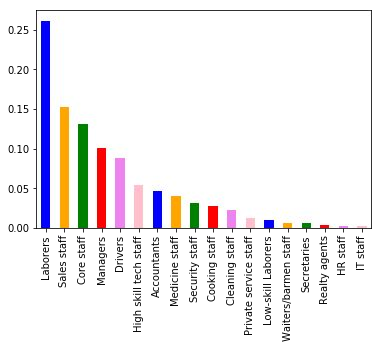 0.25
0.20
0.15
0.10
0.05
0.00
Laborers
Sales staff
Core staff
Managers
Drivers
High skill tech staff
Accountants
Medicine staff
Security staff
Cooking staff
Cleaning staff
Private service staff
Low-skill Laborers
Waiters/barmen staff
Secretaries
Realty agents
HR staff
IT staff